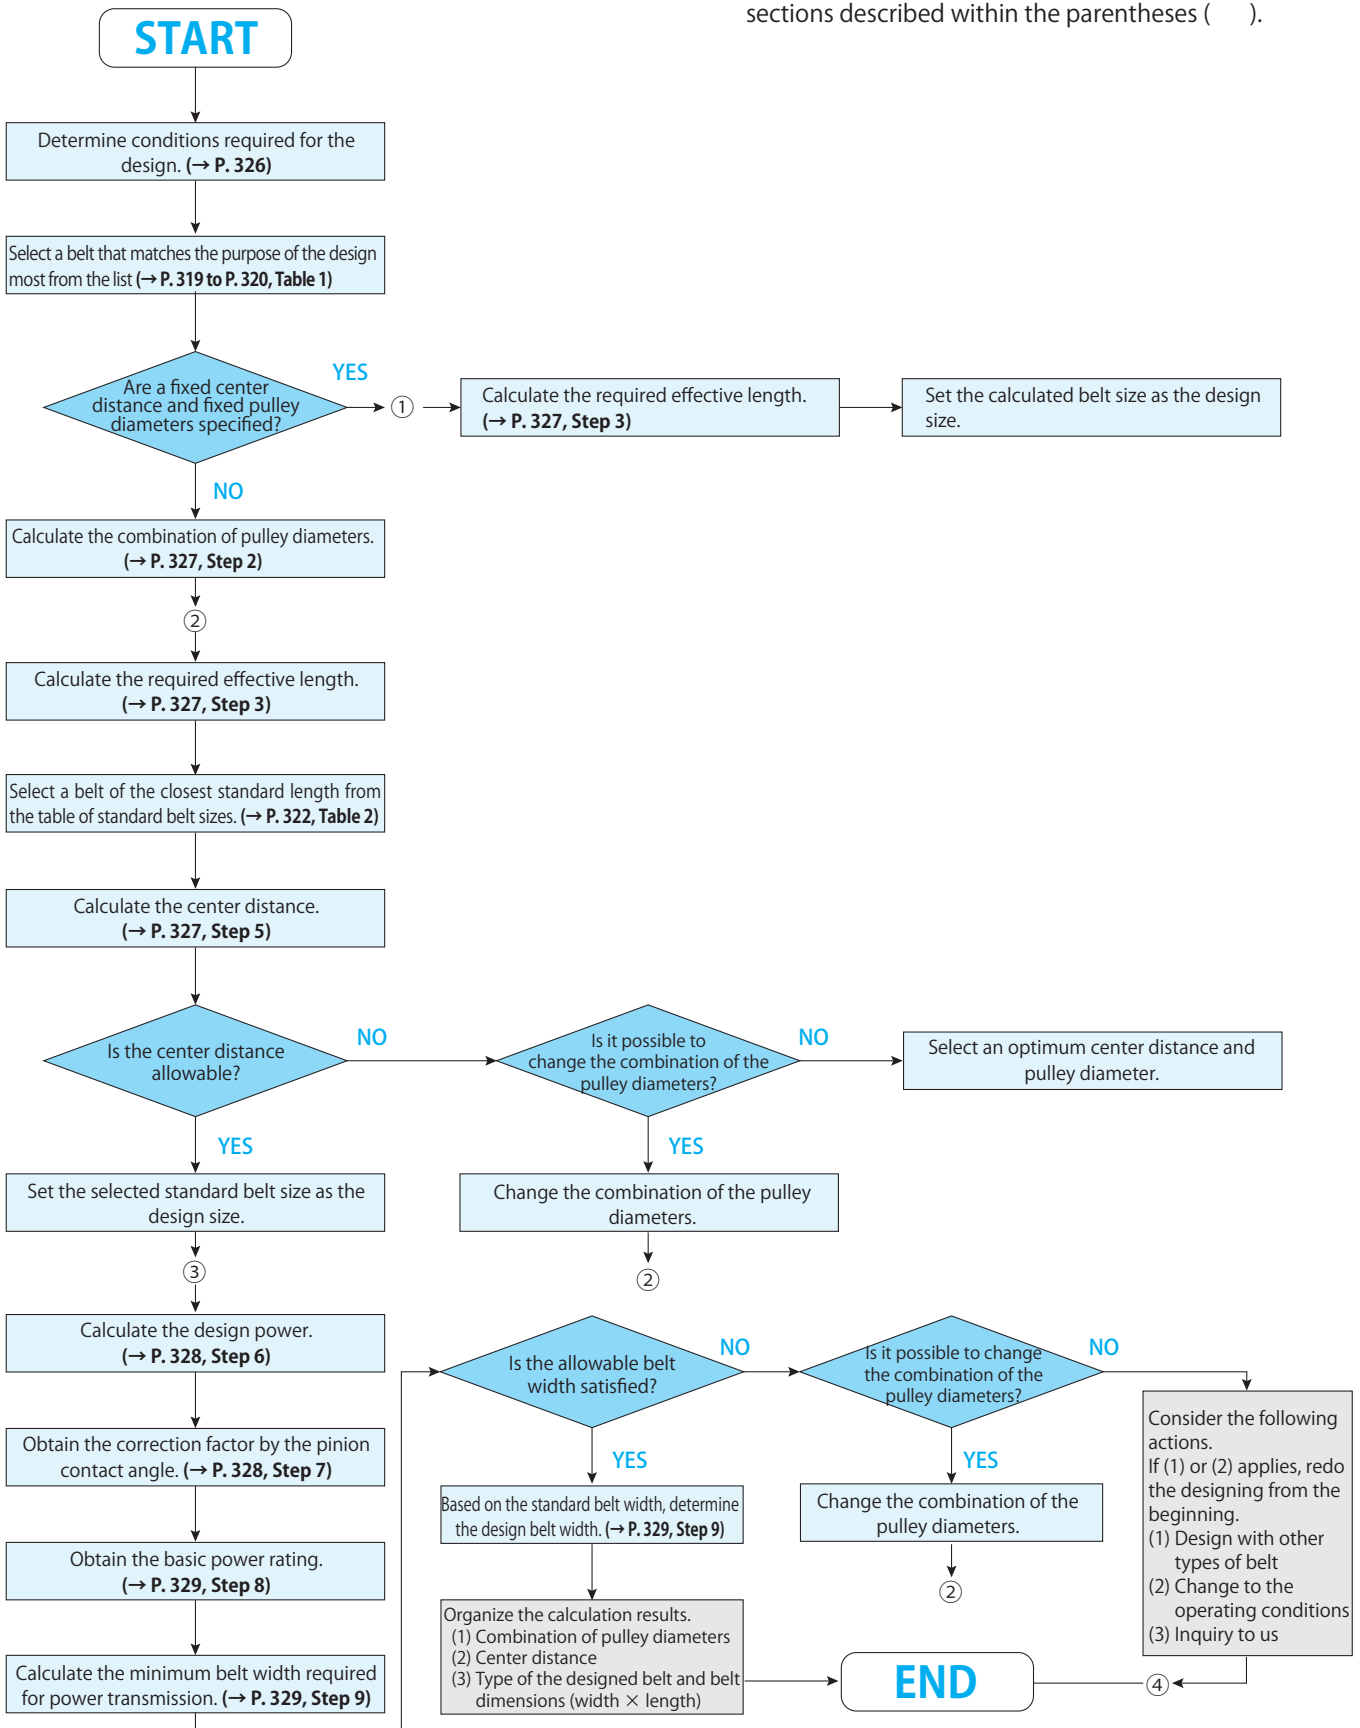 sections described within the parentheses (    ).
START
Determine conditions required for the
design. (→ P. 326)
Select a belt that matches the purpose of the design
most from the list (→ P. 319 to P. 320, Table 1)
Are a fixed center
distance and fixed pulley
diameters specified?
YES
①
Calculate the required effective length.
(→ P. 327, Step 3)
Set the calculated belt size as the design
size.
NO
Calculate the combination of pulley diameters.
(→ P. 327, Step 2)
②
Calculate the required effective length.
(→ P. 327, Step 3)
Select a belt of the closest standard length from
the table of standard belt sizes. (→ P. 322, Table 2)
Calculate the center distance.
(→ P. 327, Step 5)
Is the center distance
allowable?
NO
Is it possible to
change the combination of the
pulley diameters?
NO
Select an optimum center distance and
pulley diameter.
YES
YES
Set the selected standard belt size as the
design size.
Change the combination of the pulley
diameters.
③
②
Calculate the design power.
(→ P. 328, Step 6)
Obtain the correction factor by the pinion
contact angle. (→ P. 328, Step 7)
Obtain the basic power rating.
(→ P. 329, Step 8)
Calculate the minimum belt width required
for power transmission. (→ P. 329, Step 9)
Is the allowable belt
width satisfied?
NO
Is it possible to change
the combination of the
pulley diameters?
NO
YES
YES
Based on the standard belt width, determine
the design belt width. (→ P. 329, Step 9)
Change the combination of the
pulley diameters.
②
Consider the following
actions.
If (1) or (2) applies, redo
the designing from the
beginning.
(1) Design with other
types of belt
(2) Change to the
operating conditions
(3) Inquiry to us
Organize the calculation results.
(1) Combination of pulley diameters
(2) Center distance
(3) Type of the designed belt and belt
dimensions (width × length)
END
④